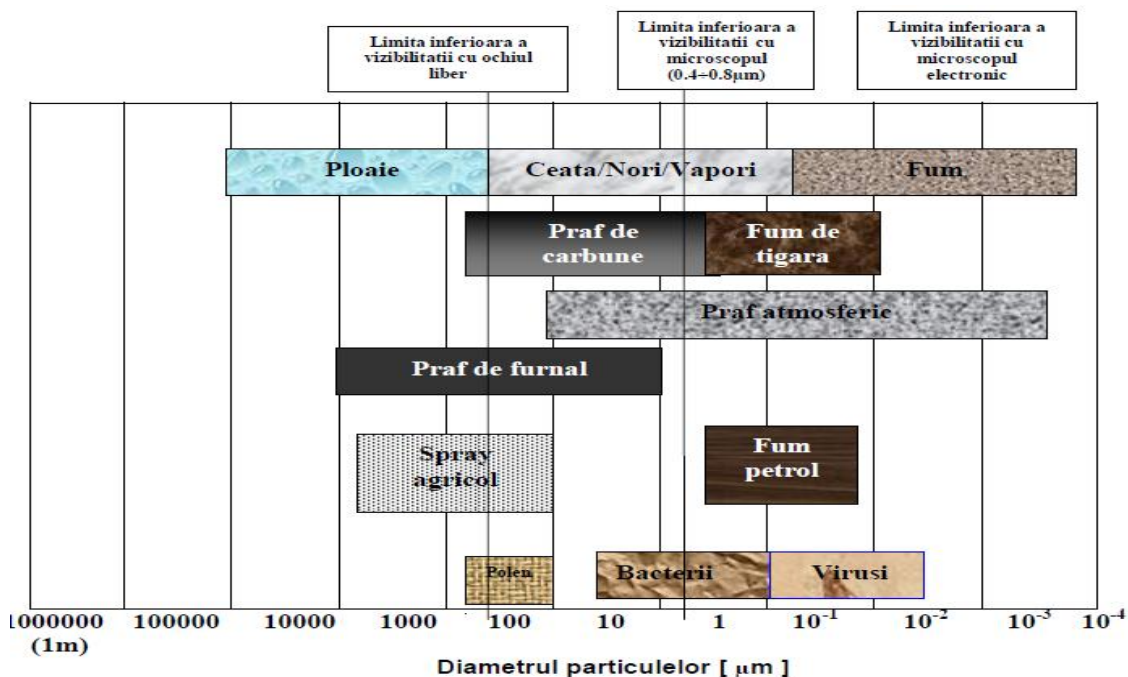 Limita inferioara a
vizibilitatii cu ochiul
liber
Limita inferioara a
vizibilitatii cu
microscopul
(0.4÷0.8μm)
Limita inferioara a
vizibilitatii cu
microscopul
electronic
Ploaie
Ceata/Nori/Vapori
Fum
Praf de
carbune
Fum de
tigara
Praf atmosferic
Praf de furnal
Spray
agricol
Fum
petrol
Polen
Bacterii
Virusi
1000000 100000 10000 1000 100 10 1 10⁻¹ 10⁻² 10⁻³ 10⁻⁴
(1m)
Diametrul particulelor [ μm ]